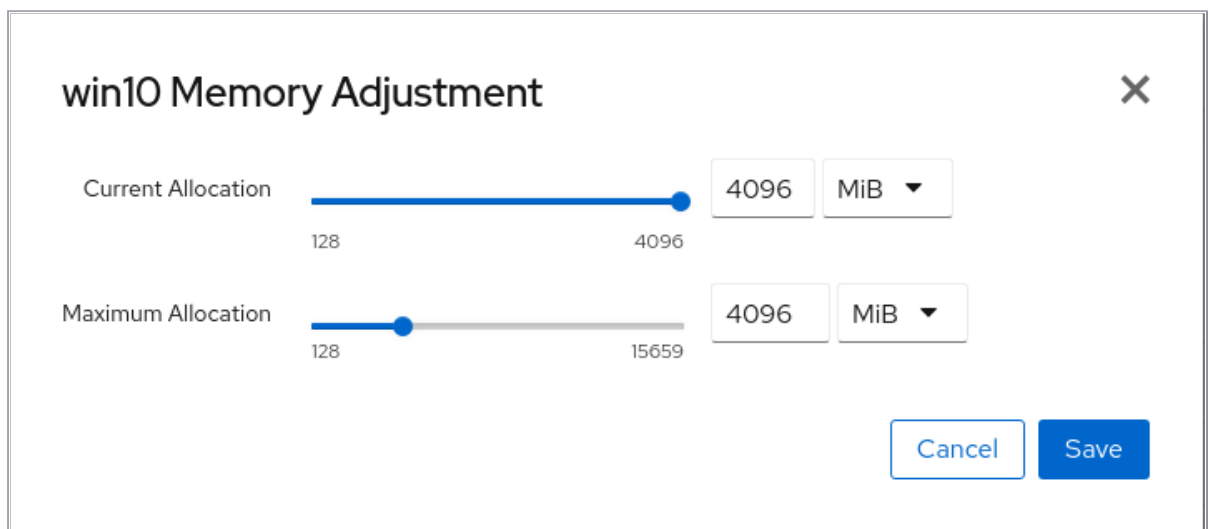 win10 Memory Adjustment
Current Allocation
4096 MiB
128 4096
Maximum Allocation
4096 MiB
128 15659
Cancel Save